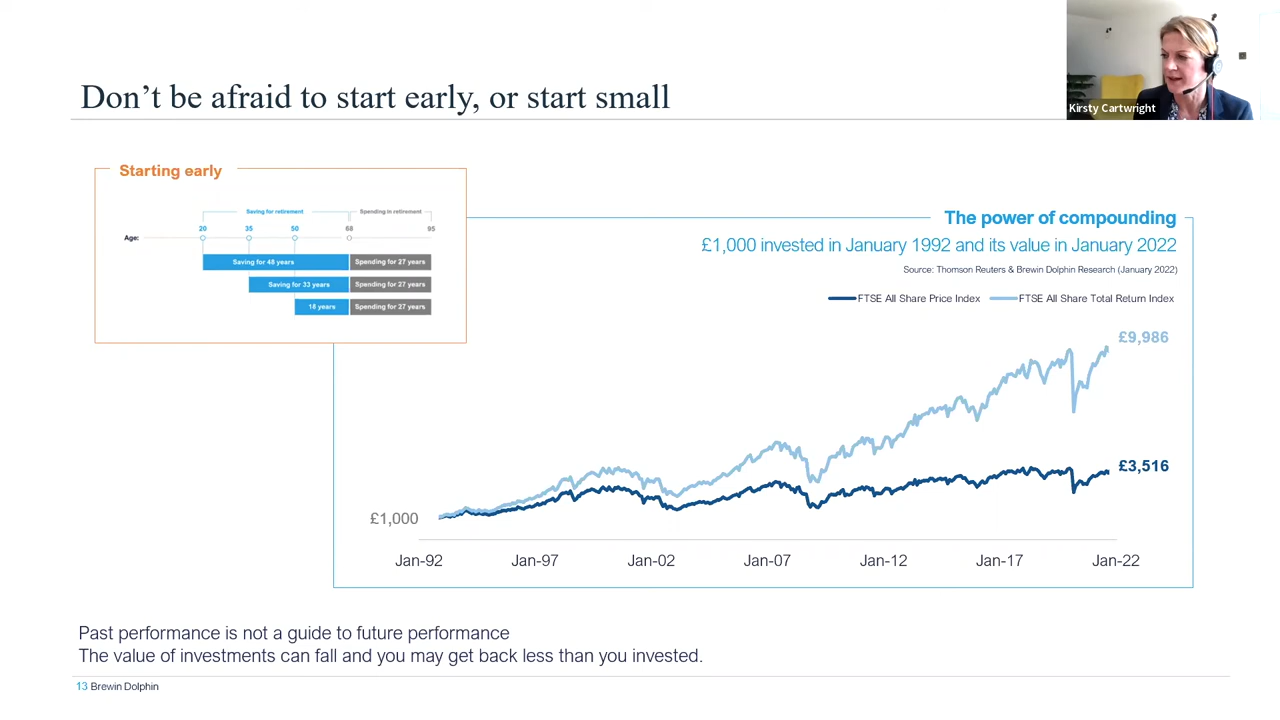 Don’t be afraid to start early, or start small
Kirsty Cartwright
Starting early
Saving for retirement
Spending in retirement
20 35 50 68 95
Age:
Saving for 48 years Spending for 27 years
Saving for 33 years Spending for 27 years
18 years Spending for 27 years
The power of compounding
£1,000 invested in January 1992 and its value in January 2022
Source: Thomson Reuters & Brewin Dolphin Research (January 2022)
FTSE All Share Price Index FTSE All Share Total Return Index
£9,986
£3,516
£1,000
Jan-92 Jan-97 Jan-02 Jan-07 Jan-12 Jan-17 Jan-22
Past performance is not a guide to future performance
The value of investments can fall and you may get back less than you invested.
13 Brewin Dolphin